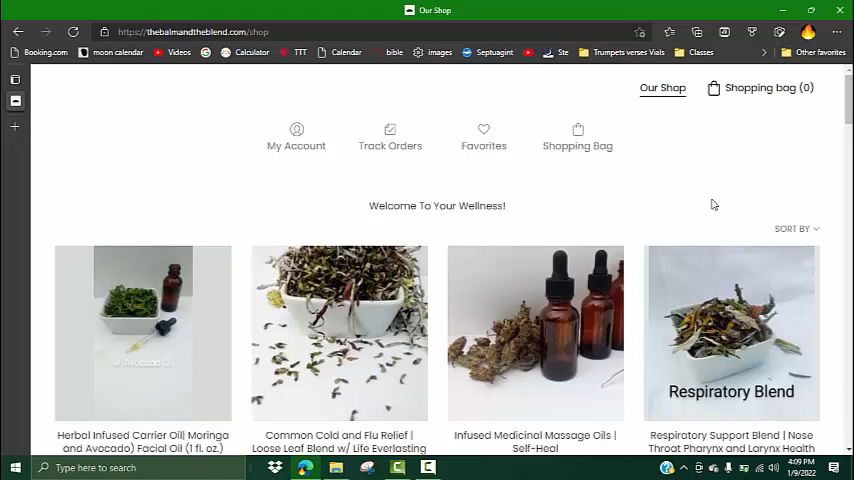 Our Shop
https://thebalmandtheblend.com/shop
Booking.com moon calendar Videos Calculator TTT Calendar bible images Septuagint Ste Trumpets verses Vials Classes Other favorites
Our Shop Shopping bag (0)
My Account Track Orders Favorites Shopping Bag
Welcome To Your Wellness!
SORT BY
w/ Avocado Oil
Respiratory Blend
Herbal Infused Carrier Oil| Moringa and Avocado) Facial Oil (1 fl. oz.)
Common Cold and Flu Relief | Loose Leaf Blend w/ Life Everlasting
Infused Medicinal Massage Oils | Self-Heal
Respiratory Support Blend | Nose Throat Pharynx and Larynx Health
Type here to search
4:09 PM
1/9/2022